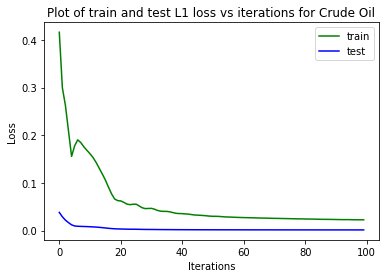 Plot of train and test L1 loss vs iterations for Crude Oil
train
test
Loss
0.4
0.3
0.2
0.1
0.0
0 20 40 60 80 100
Iterations